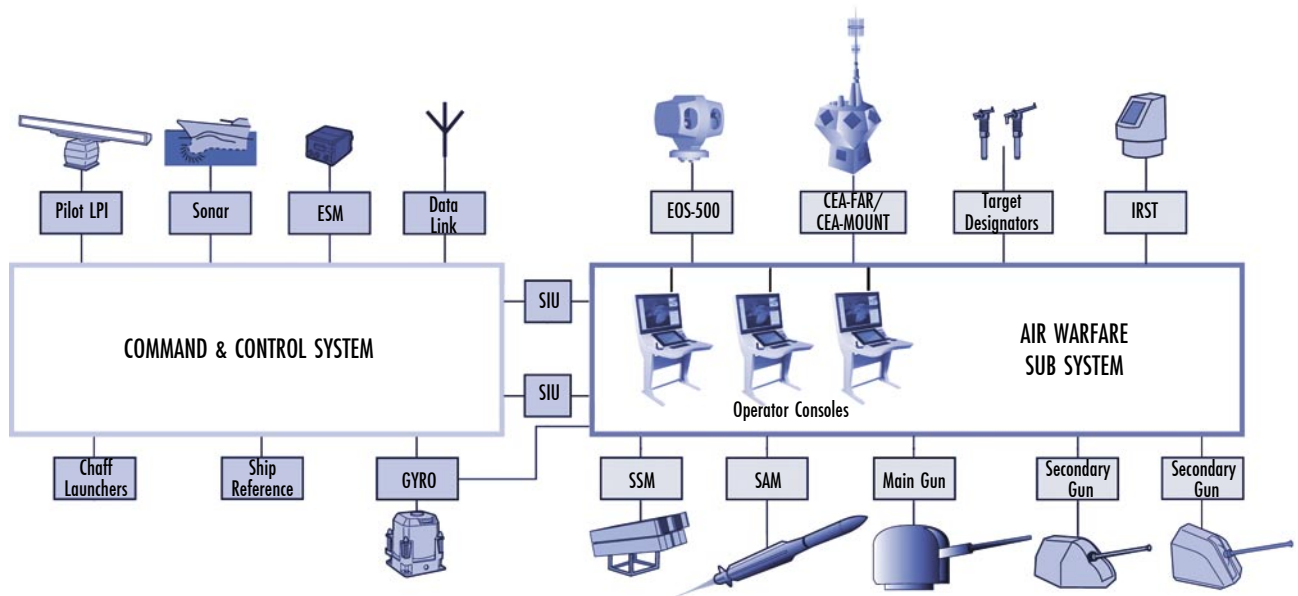 Pilot LPI
Sonar
ESM
Data
Link
EOS-500
CEA-FAR/
CEA-MOUNT
Target
Designators
IRST
COMMAND & CONTROL SYSTEM
SIU
SIU
AIR WARFARE
SUB SYSTEM
Operator Consoles
Chaff
Launchers
Ship
Reference
GYRO
SSM
SAM
Main Gun
Secondary
Gun
Secondary
Gun